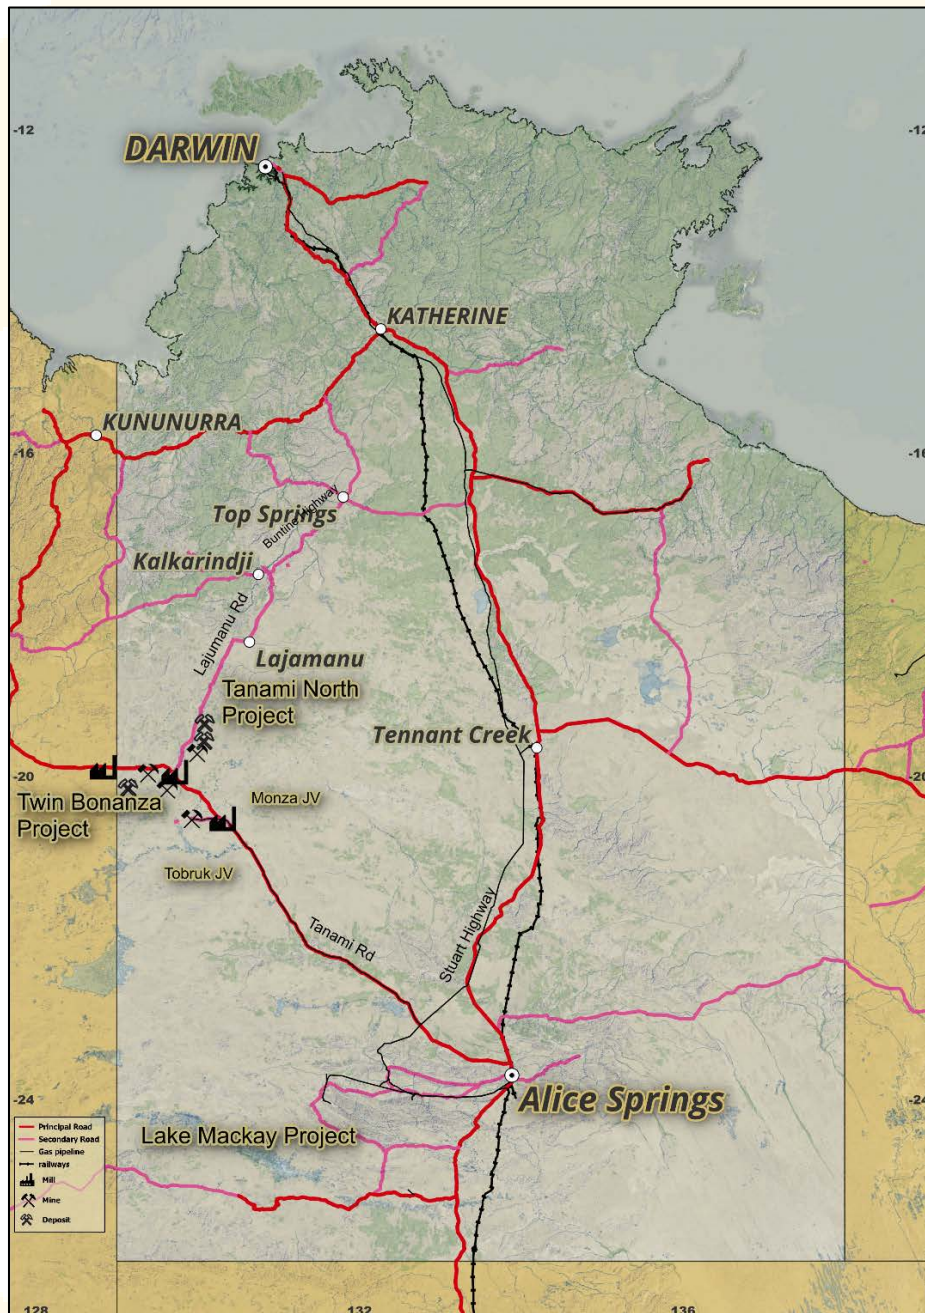 -12
-12
DARWIN
KATHERINE
KUNUNURRA
-16
-16
Top Springs
Buntine Highway
Kalkarindji
Lajumanu Rd
Lajamanu
Tanami North
Project
Tennant Creek
-20
-20
Twin Bonanza
Project
Monza JV
Tobruk JV
Tanami Rd
Stuart Highway
Alice Springs
-24
-24
Lake Mackay Project
Principal Road
Secondary Road
Gas pipeline
railways
Mill
Mine
Deposit
128
132
136